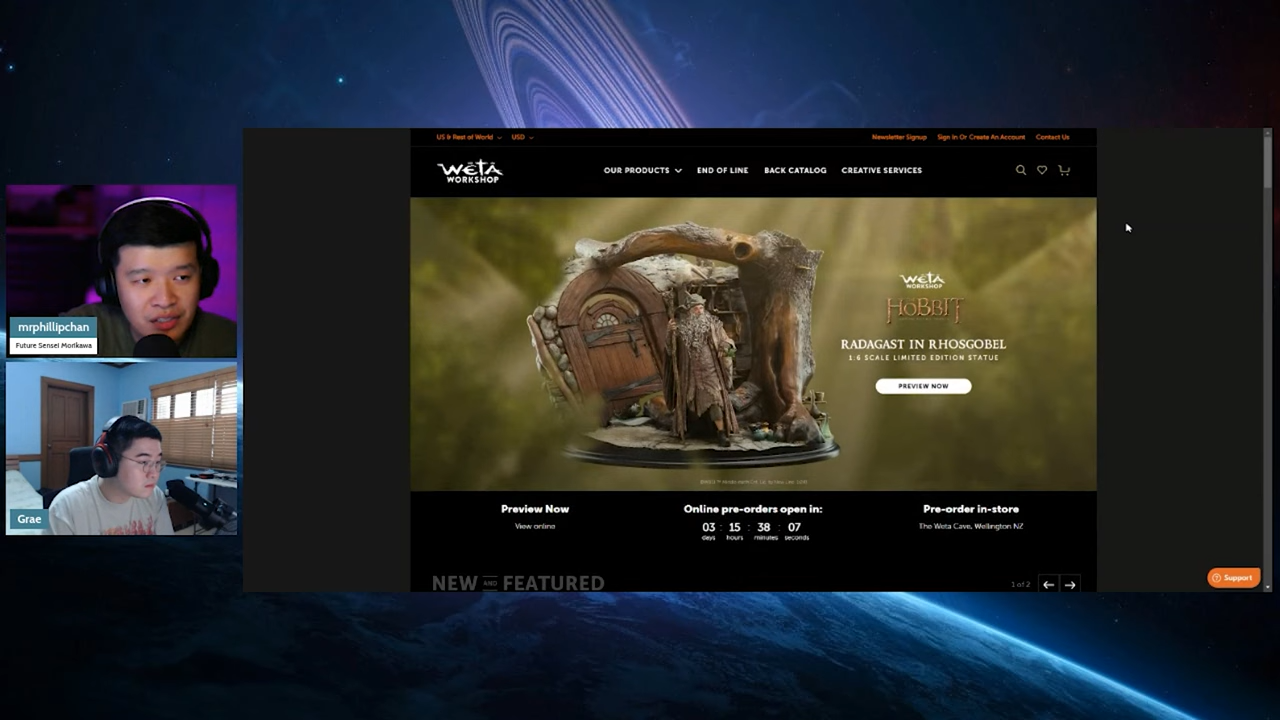 US & Rest of World
USD
Newsletter Signup
Sign In Or Create An Account
Contact Us
WĒTA
WORKSHOP
OUR PRODUCTS
END OF LINE
BACK CATALOG
CREATIVE SERVICES
mrphillipchan
Future Sensei Morikawa
Grae
WĒTA
WORKSHOP
THE HOBBIT
RADAGAST IN RHOSGOBEL
1:6 SCALE LIMITED EDITION STATUE
PREVIEW NOW
Preview Now
View online
Online pre-orders open in:
03 : 15 : 38 : 07
days hours minutes seconds
Pre-order in-store
The Weta Cave, Wellington NZ
NEW AND FEATURED
1 of 2
Support